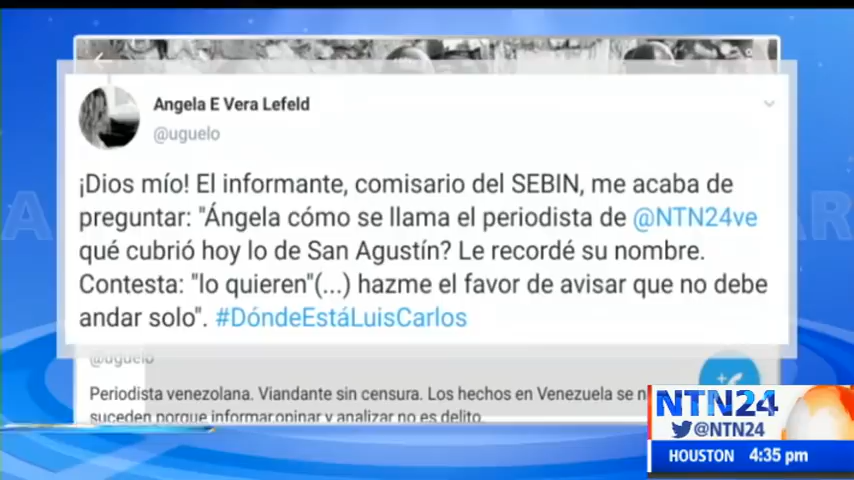 Angela E Vera Lefeld
@uguelo
¡Dios mío! El informante, comisario del SEBIN, me acaba de
preguntar: "Ángela cómo se llama el periodista de @NTN24ve
qué cubrió hoy lo de San Agustín? Le recordé su nombre.
Contesta: "lo quieren"(...) hazme el favor de avisar que no debe
andar solo". #DóndeEstáLuisCarlos
@uguelo
Periodista venezolana. Viandante sin censura. Los hechos en Venezuela se
suceden porque informar,opinar y analizar no es delito.
NTN24
@NTN24
HOUSTON 4:35 pm